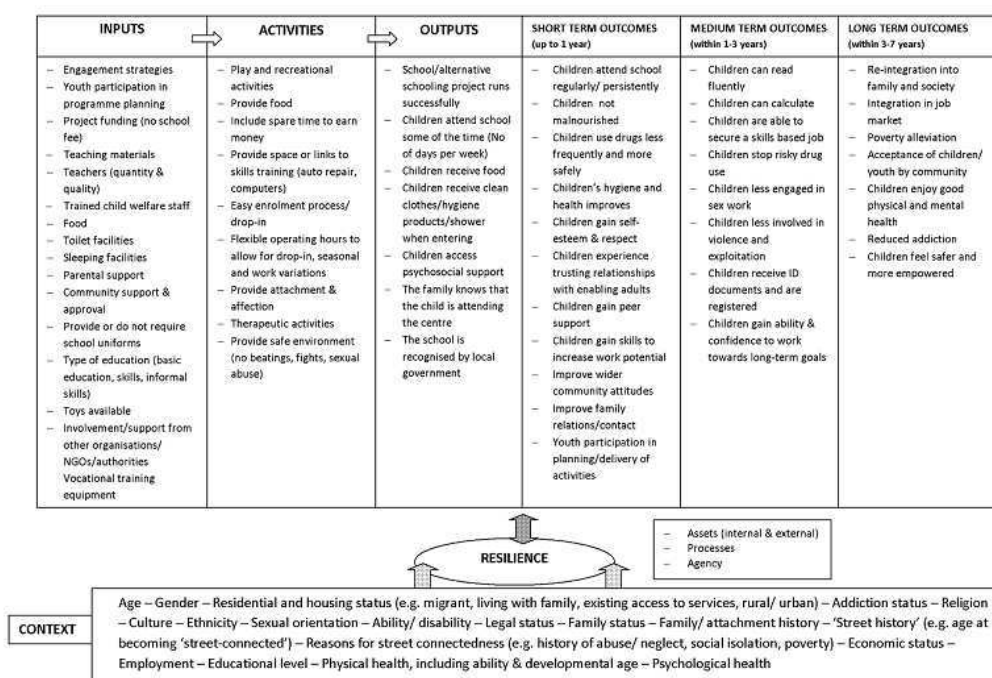 INPUTS
– Engagement strategies
– Youth participation in
programme planning
– Project funding (no school
fee)
– Teaching materials
– Teachers (quantity &
quality)
– Trained child welfare staff
– Food
– Toilet facilities
– Sleeping facilities
– Parental support
– Community support &
approval
– Provide or do not require
school uniforms
– Type of education (basic
education, skills, informal
skills)
– Toys available
– Involvement/support from
other organisations/
NGOs/authorities
Vocational training
equipment
ACTIVITIES
– Play and recreational
activities
– Provide food
– Include spare time to earn
money
– Provide space or links to
skills training (auto repair,
computers)
– Easy enrolment process/
drop-in
– Flexible operating hours to
allow for drop-in, seasonal
and work variations
– Provide attachment &
affection
– Therapeutic activities
– Provide safe environment
(no beatings, fights, sexual
abuse)
OUTPUTS
– School/alternative
schooling project runs
successfully
– Children attend school
some of the time (No
of days per week)
– Children receive food
– Children receive clean
clothes/hygiene
products/shower
when entering
– Children access
psychosocial support
– The family knows that
the child is attending
the centre
– The school is
recognised by local
government
SHORT TERM OUTCOMES
(up to 1 year)
– Children attend school
regularly/ persistently
– Children not
malnourished
– Children use drugs less
frequently and more
safely
– Children's hygiene and
health improves
– Children gain self-
esteem & respect
– Children experience
trusting relationships
with enabling adults
– Children gain peer
support
– Children gain skills to
increase work potential
– Improve wider
community attitudes
– Improve family
relations/contact
– Youth participation in
planning/delivery of
activities
MEDIUM TERM OUTCOMES
(within 1-3 years)
– Children can read
fluently
– Children can calculate
– Children are able to
secure a skills based job
– Children stop risky drug
use
– Children less engaged in
sex work
– Children less involved in
violence and
exploitation
– Children receive ID
documents and are
registered
– Children gain ability &
confidence to work
towards long-term goals
LONG TERM OUTCOMES
(within 3-7 years)
– Re-integration into
family and society
– Integration in job
market
– Poverty alleviation
– Acceptance of children/
youth by community
– Children enjoy good
physical and mental
health
– Reduced addiction
– Children feel safer and
more empowered
RESILIENCE
– Assets (internal & external)
– Processes
– Agency
CONTEXT
Age – Gender – Residential and housing status (e.g. migrant, living with family, existing access to services, rural/ urban) – Addiction status – Religion
– Culture – Ethnicity – Sexual orientation – Ability/ disability – Legal status – Family status – Family/ attachment history – 'Street history' (e.g. age at
becoming 'street-connected') – Reasons for street connectedness (e.g. history of abuse/ neglect, social isolation, poverty) – Economic status –
Employment – Educational level – Physical health, including ability & developmental age – Psychological health